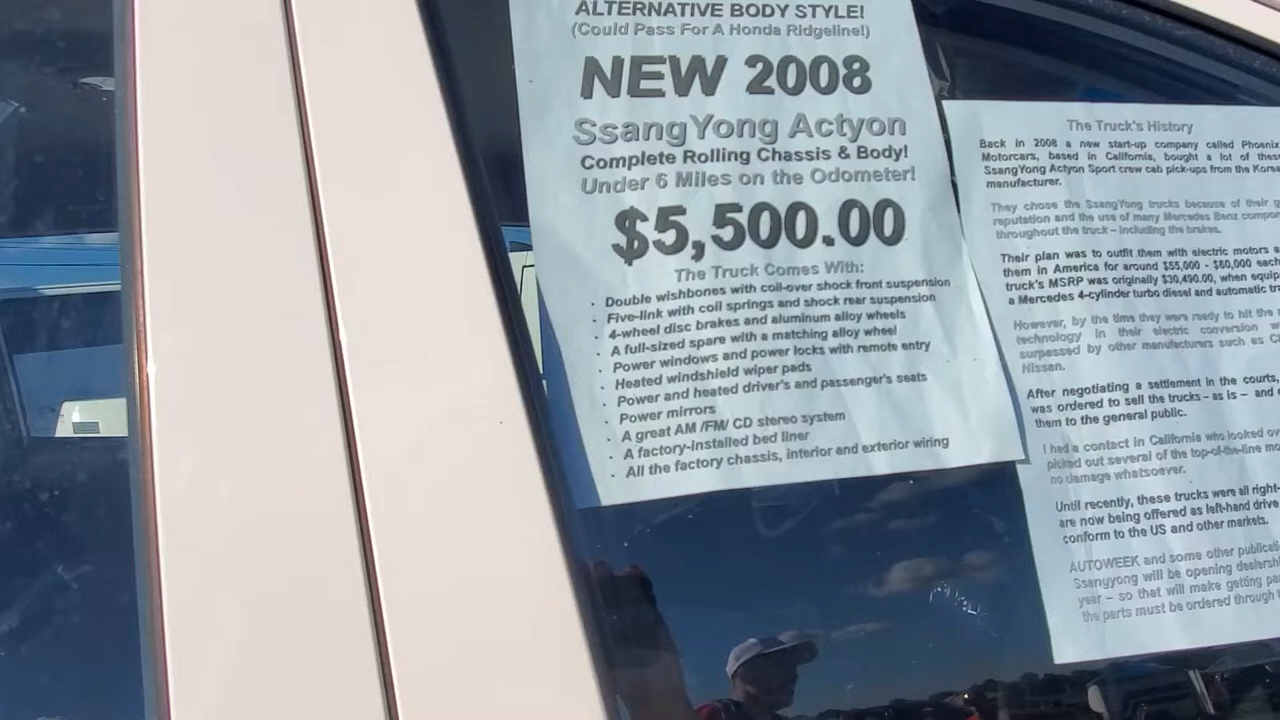 ALTERNATIVE BODY STYLE!
(Could Pass For A Honda Ridgeline!)
NEW 2008
SsangYong Actyon
Complete Rolling Chassis & Body!
Under 6 Miles on the Odometer!
$5,500.00
The Truck Comes With:
· Double wishbones with coil-over shock front suspension
· Five-link with coil springs and shock rear suspension
· 4-wheel disc brakes and aluminum alloy wheels
· A full-sized spare with a matching alloy wheel
· Power windows and power locks with remote entry
· Heated windshield wiper pads
· Power and heated driver's and passenger's seats
· Power mirrors
· A great AM /FM/ CD stereo system
· A factory-installed bed liner
· All the factory chassis, interior and exterior wiring
The Truck's History
Back in 2008 a new start-up company called Phoenix
Motorcars, based in California, bought a lot of these
SsangYong Actyon Sport crew cab pick-ups from the Korea
manufacturer.
They chose the SsangYong trucks because of their
reputation and the use of many Mercedes Benz compo
throughout the truck – including the brakes.
Their plan was to outfit them with electric motors a
them in America for around $55,000 - $60,000 each
truck's MSRP was originally $30,490.00, when equip
a Mercedes 4-cylinder turbo diesel and automatic tr
However, by the time they were ready to hit the
technology in their electric conversion w
surpassed by other manufacturers such as C
Nissan.
After negotiating a settlement in the courts,
was ordered to sell the trucks – as is – and
them to the general public.
I had a contact in California who looked ov
picked out several of the top-of-the-line mo
no damage whatsoever.
Until recently, these trucks were all right-
are now being offered as left-hand drive
conform to the US and other markets.
AUTOWEEK and some other publicati
Ssangyong will be opening dealersh
year – so that will make getting pa
the parts must be ordered through